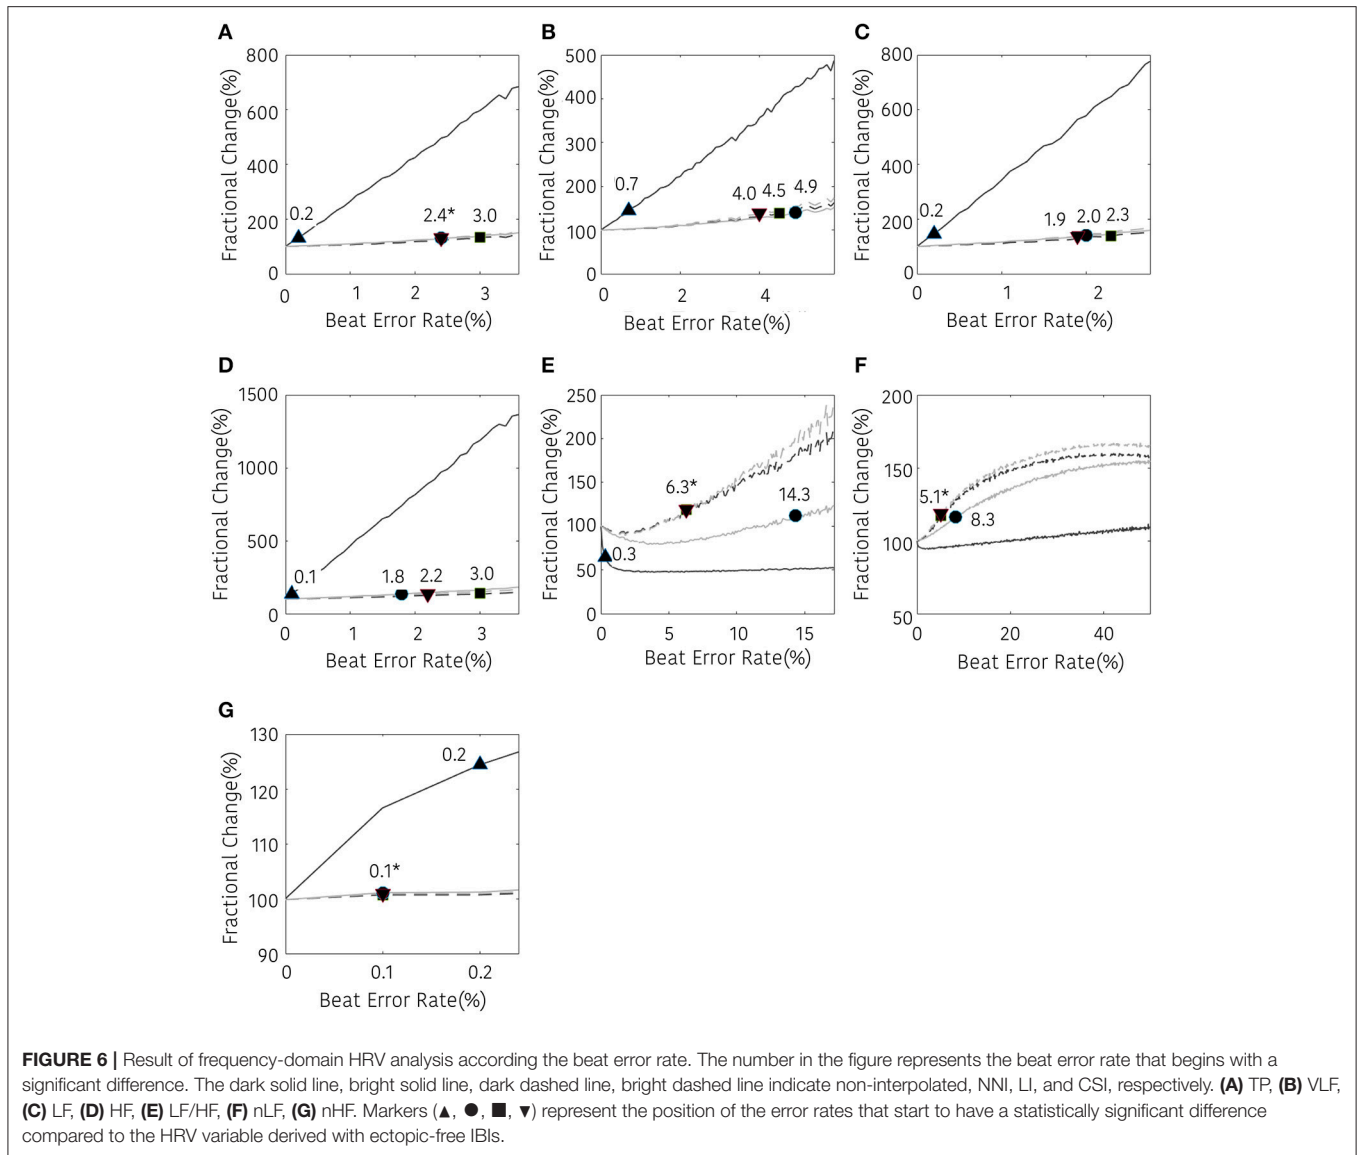 A
Fractional Change(%)
800
600
400
200
0
0.2
2.4*
3.0
0 1 2 3
Beat Error Rate(%)
B
Fractional Change(%)
500
400
300
200
100
0
0.7
4.0 4.5 4.9
0 2 4
Beat Error Rate(%)
C
Fractional Change(%)
800
600
400
200
0
0.2
1.9 2.0 2.3
0 1 2
Beat Error Rate(%)
D
Fractional Change(%)
1500
1000
500
0
0.1
1.8 2.2 3.0
0 1 2 3
Beat Error Rate(%)
E
Fractional Change(%)
250
200
150
100
50
0
6.3*
14.3
0.3
0 5 10 15
Beat Error Rate(%)
F
Fractional Change(%)
200
150
100
50
5.1*
8.3
0 20 40
Beat Error Rate(%)
G
Fractional Change(%)
130
120
110
100
90
0.2
0.1*
0 0.1 0.2
Beat Error Rate(%)
FIGURE 6 | Result of frequency-domain HRV analysis according the beat error rate. The number in the figure represents the beat error rate that begins with a
significant difference. The dark solid line, bright solid line, dark dashed line, bright dashed line indicate non-interpolated, NNI, LI, and CSI, respectively. (A) TP, (B) VLF,
(C) LF, (D) HF, (E) LF/HF, (F) nLF, (G) nHF. Markers (▲, ●, ■, ▼) represent the position of the error rates that start to have a statistically significant difference
compared to the HRV variable derived with ectopic-free IBIs.